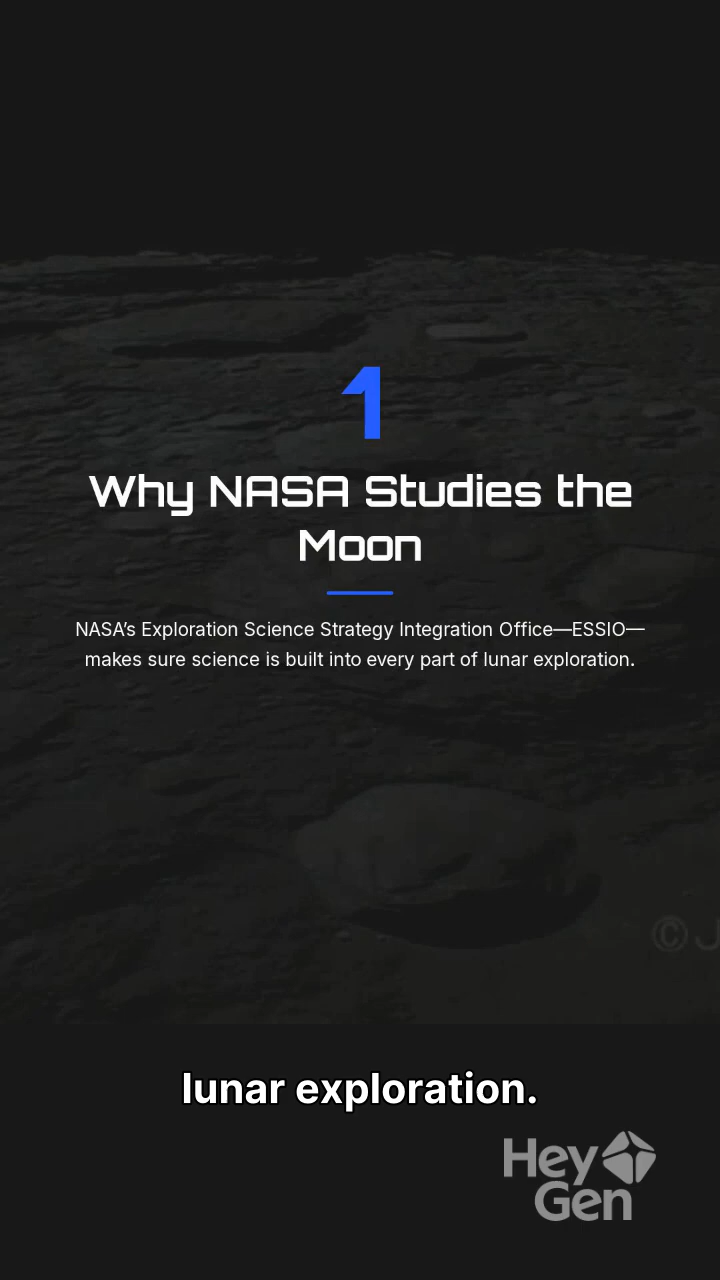 1
Why NASA Studies the
Moon
NASA’s Exploration Science Strategy Integration Office—ESSIO—
makes sure science is built into every part of lunar exploration.
© J
lunar exploration.
Hey
Gen